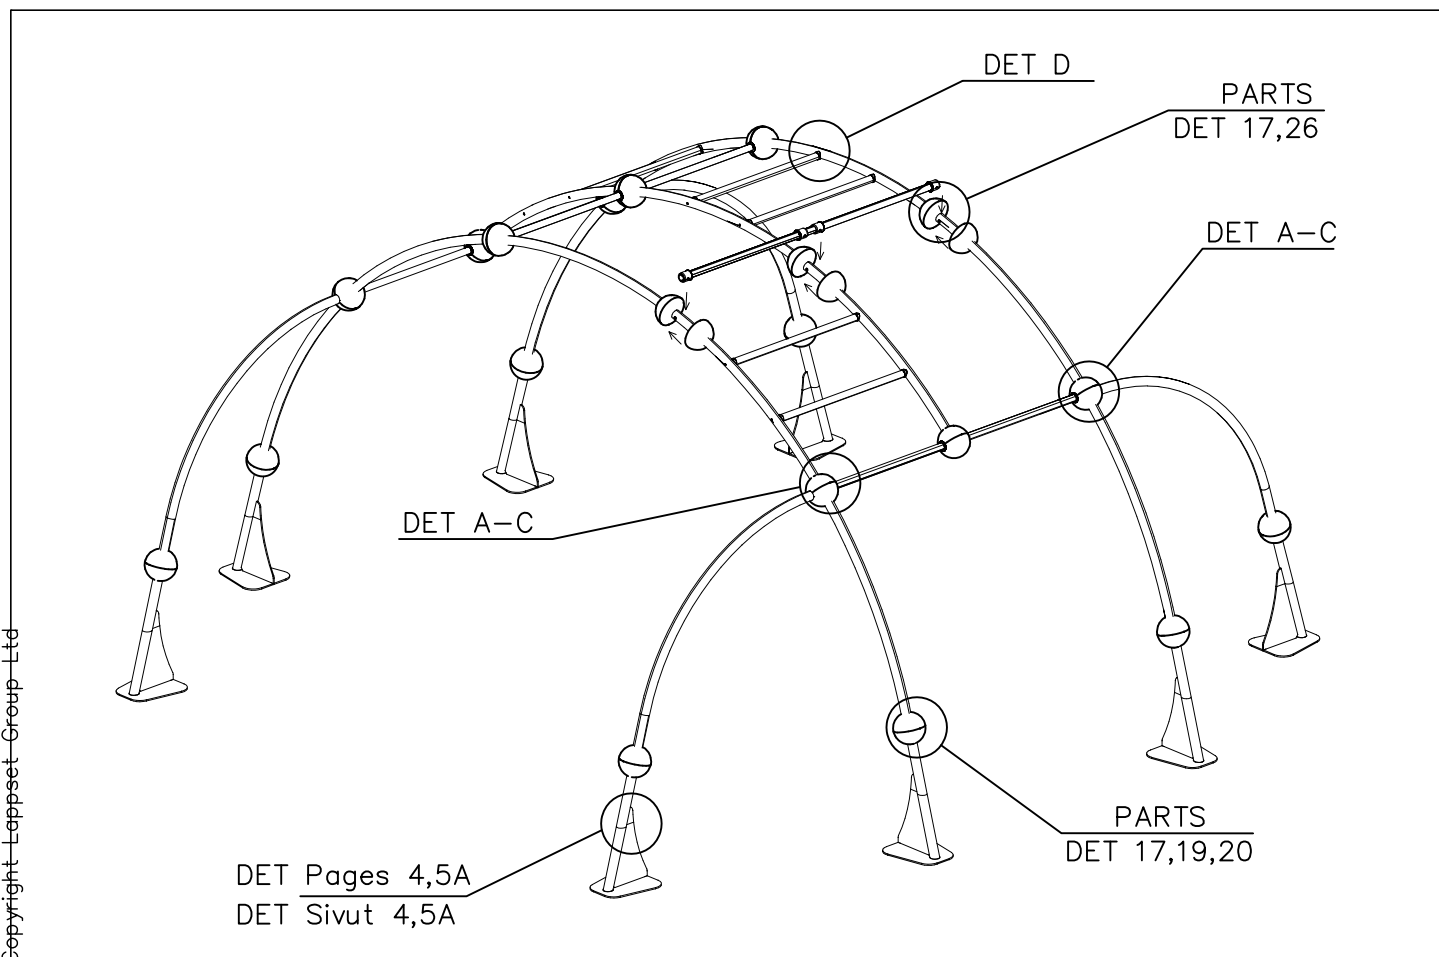 DET D
PARTS
DET 17,26
DET A-C
DET A-C
PARTS
DET 17,19,20
DET Pages 4,5A
DET Sivut 4,5A
Copyright Lappset Group Ltd